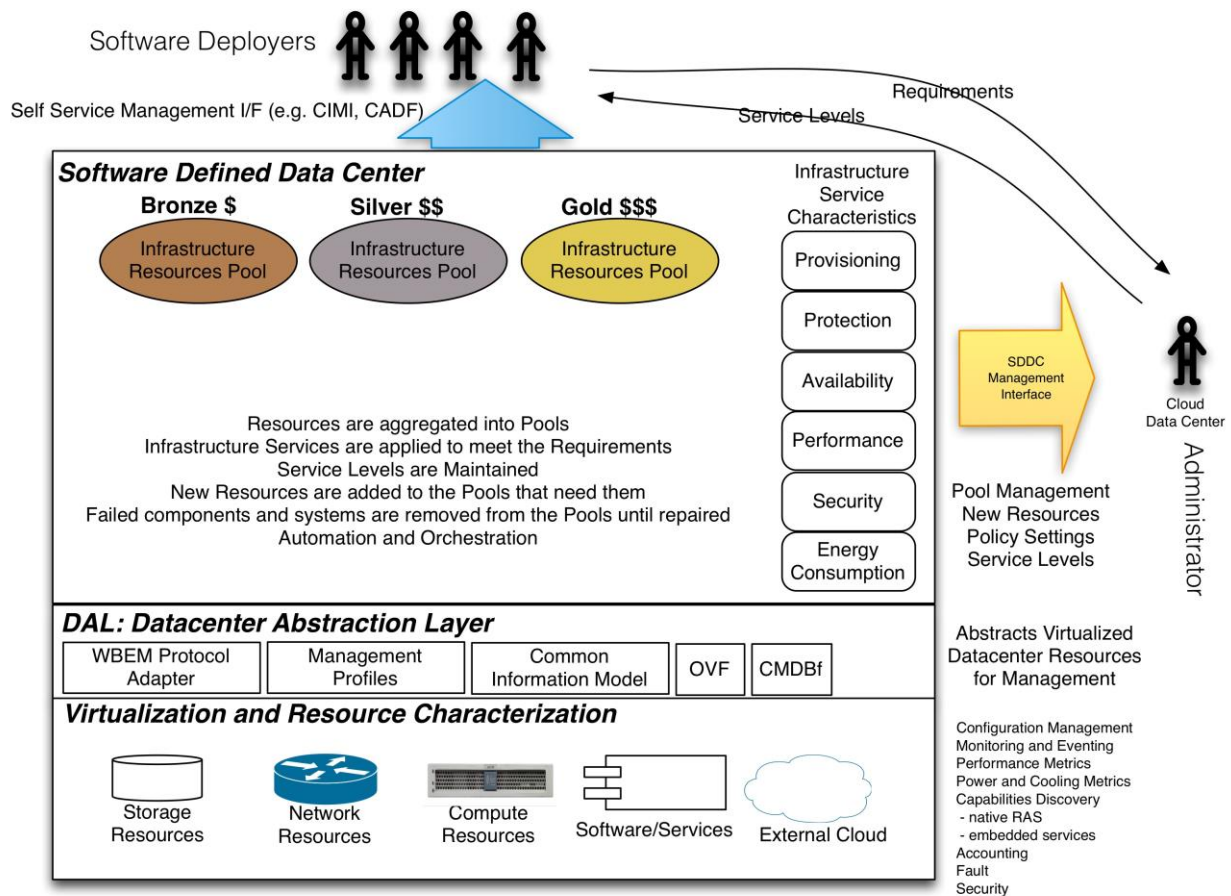 Software Deployers
Self Service Management I/F (e.g. CIMI, CADF)
Requirements
Service Levels
Software Defined Data Center
Bronze $
Silver $$
Gold $$$
Infrastructure
Resources Pool
Infrastructure
Resources Pool
Infrastructure
Resources Pool
Infrastructure
Service
Characteristics
Provisioning
Protection
Availability
Performance
Security
Energy
Consumption
Resources are aggregated into Pools
Infrastructure Services are applied to meet the Requirements
Service Levels are Maintained
New Resources are added to the Pools that need them
Failed components and systems are removed from the Pools until repaired
Automation and Orchestration
SDDC
Management
Interface
Cloud
Data Center
Administrator
Pool Management
New Resources
Policy Settings
Service Levels
DAL: Datacenter Abstraction Layer
WBEM Protocol
Adapter
Management
Profiles
Common
Information Model
OVF
CMDBf
Abstracts Virtualized
Datacenter Resources
for Management
Virtualization and Resource Characterization
Storage
Resources
Network
Resources
Compute
Resources
Software/Services
External Cloud
Configuration Management
Monitoring and Eventing
Performance Metrics
Power and Cooling Metrics
Capabilities Discovery
- native RAS
- embedded services
Accounting
Fault
Security